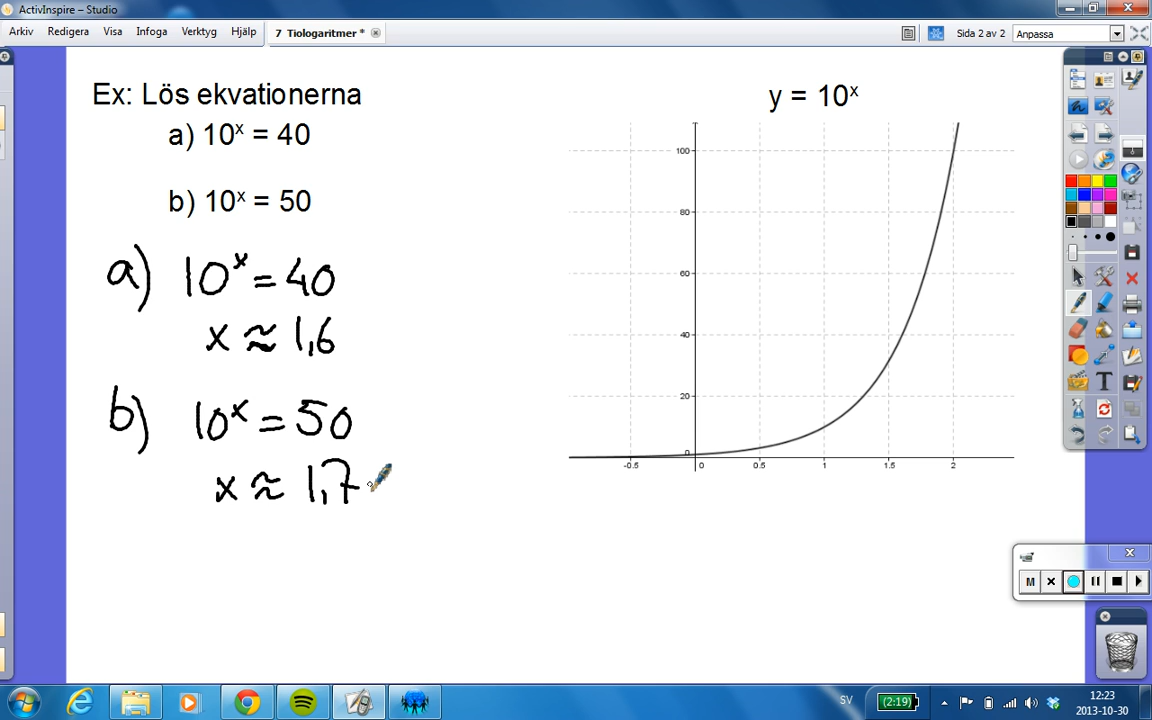 ActivInspire – Studio
Arkiv Redigera Visa Infoga Verktyg Hjälp 7 Tiologaritmer * Sida 2 av 2 Anpassa
Ex: Lös ekvationerna
a) 10ˣ = 40
b) 10ˣ = 50
a) 10ˣ = 40
x ≈ 1,6
b) 10ˣ = 50
x ≈ 1,7
y = 10ˣ
100
80
60
40
20
0
-0.5 0 0.5 1 1.5 2
M
SV (2:19) 12:23
2013-10-30